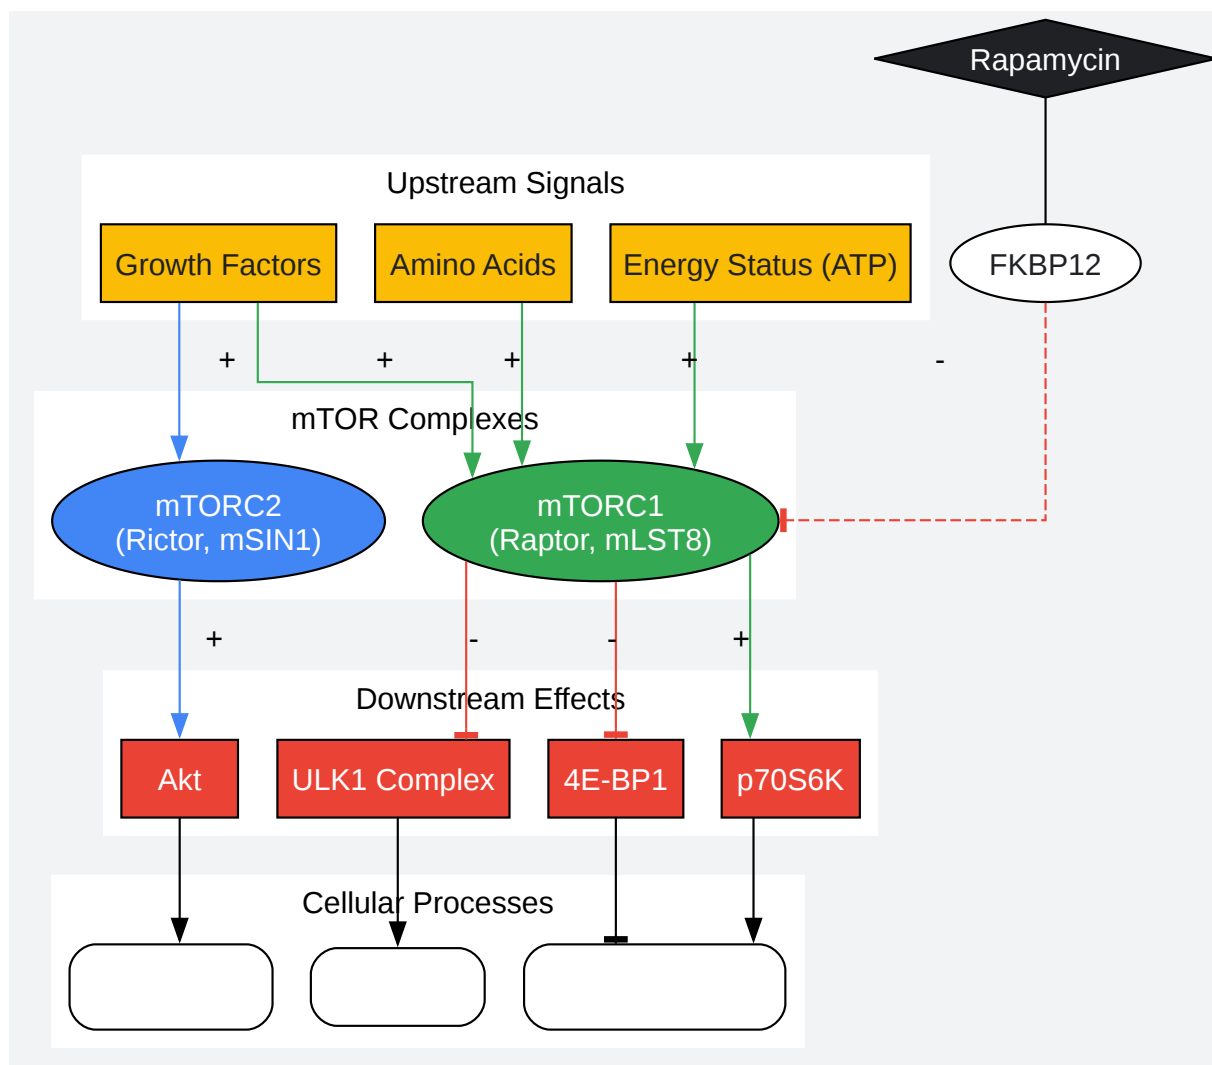 Rapamycin
Upstream Signals
Growth Factors
Amino Acids
Energy Status (ATP)
FKBP12
+
+
+
+
-
mTOR Complexes
mTORC2
(Rictor, mSIN1)
mTORC1
(Raptor, mLST8)
+
-
-
+
Downstream Effects
Akt
ULK1 Complex
4E-BP1
p70S6K
Cellular Processes